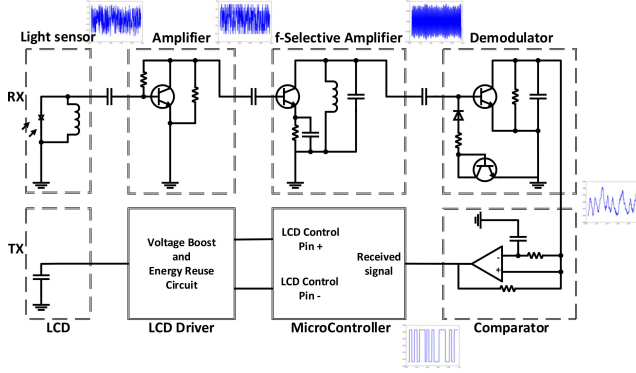 Light sensor
Amplifier
f-Selective Amplifier
Demodulator
RX
TX
Voltage Boost
and
Energy Reuse
Circuit
LCD Control
Pin +
LCD Control
Pin -
Received
signal
-
+
LCD
LCD Driver
MicroController
Comparator